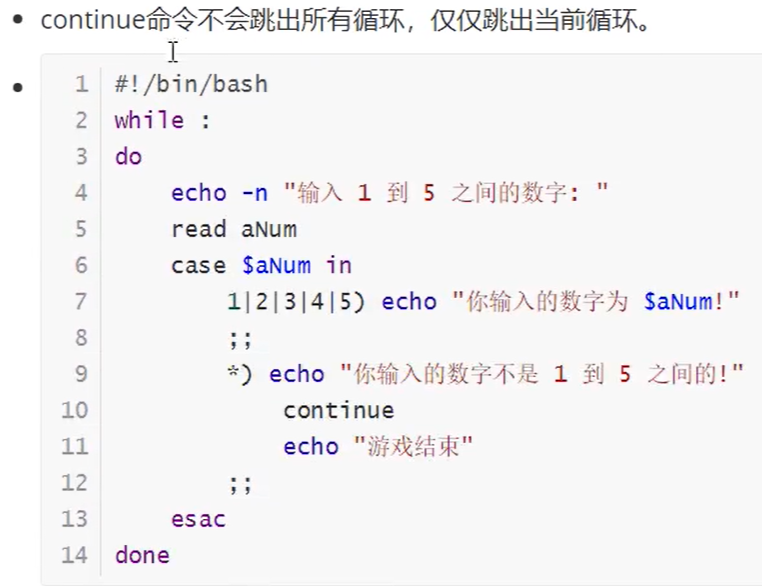 continue命令不会跳出所有循环，仅仅跳出当前循环。
1 #!/bin/bash
2 while :
3 do
4     echo -n "输入 1 到 5 之间的数字: "
5     read aNum
6     case $aNum in
7         1|2|3|4|5) echo "你输入的数字为 $aNum!"
8         ;;
9         *) echo "你输入的数字不是 1 到 5 之间的!"
10             continue
11             echo "游戏结束"
12         ;;
13     esac
14 done